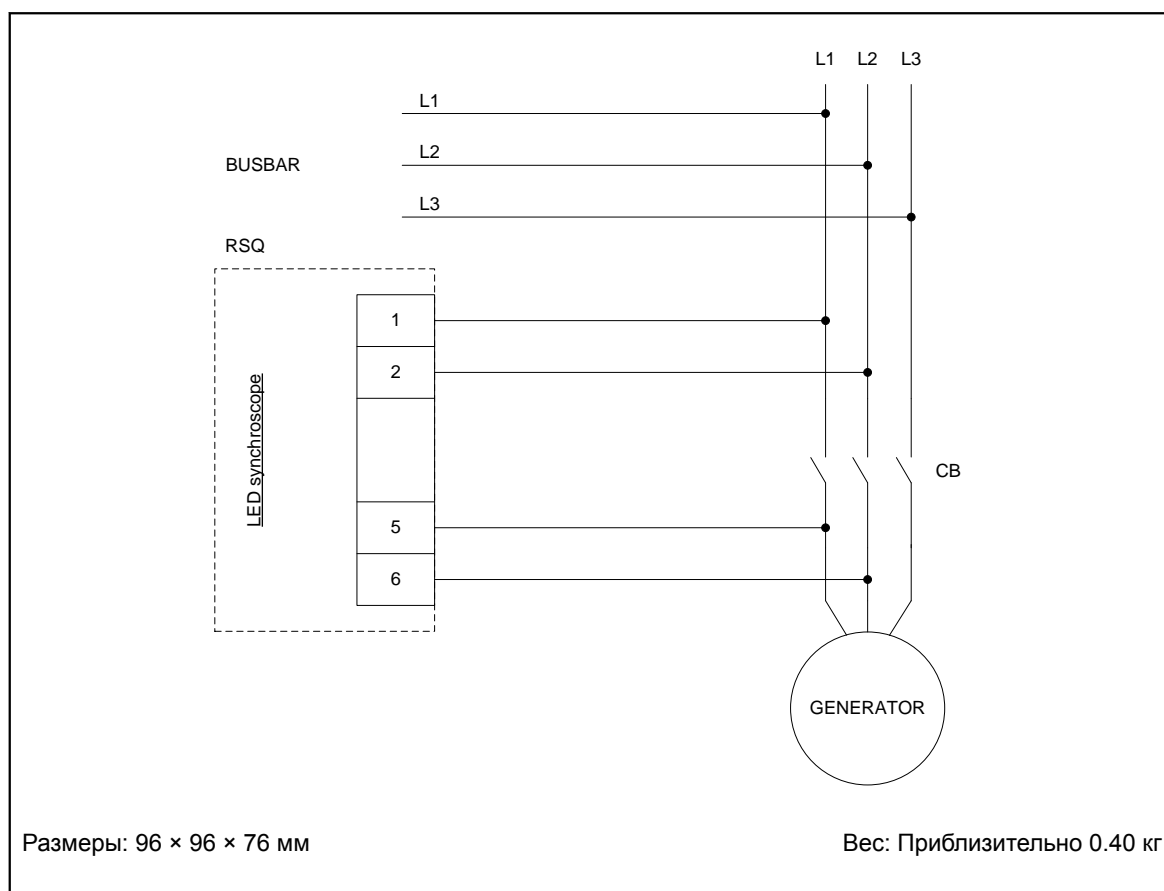 L1 L2 L3
L1
BUSBAR L2
L3
RSQ
1
2
LED synchroscope
CB
5
6
GENERATOR
Размеры: 96 × 96 × 76 мм
Вес: Приблизительно 0.40 кг